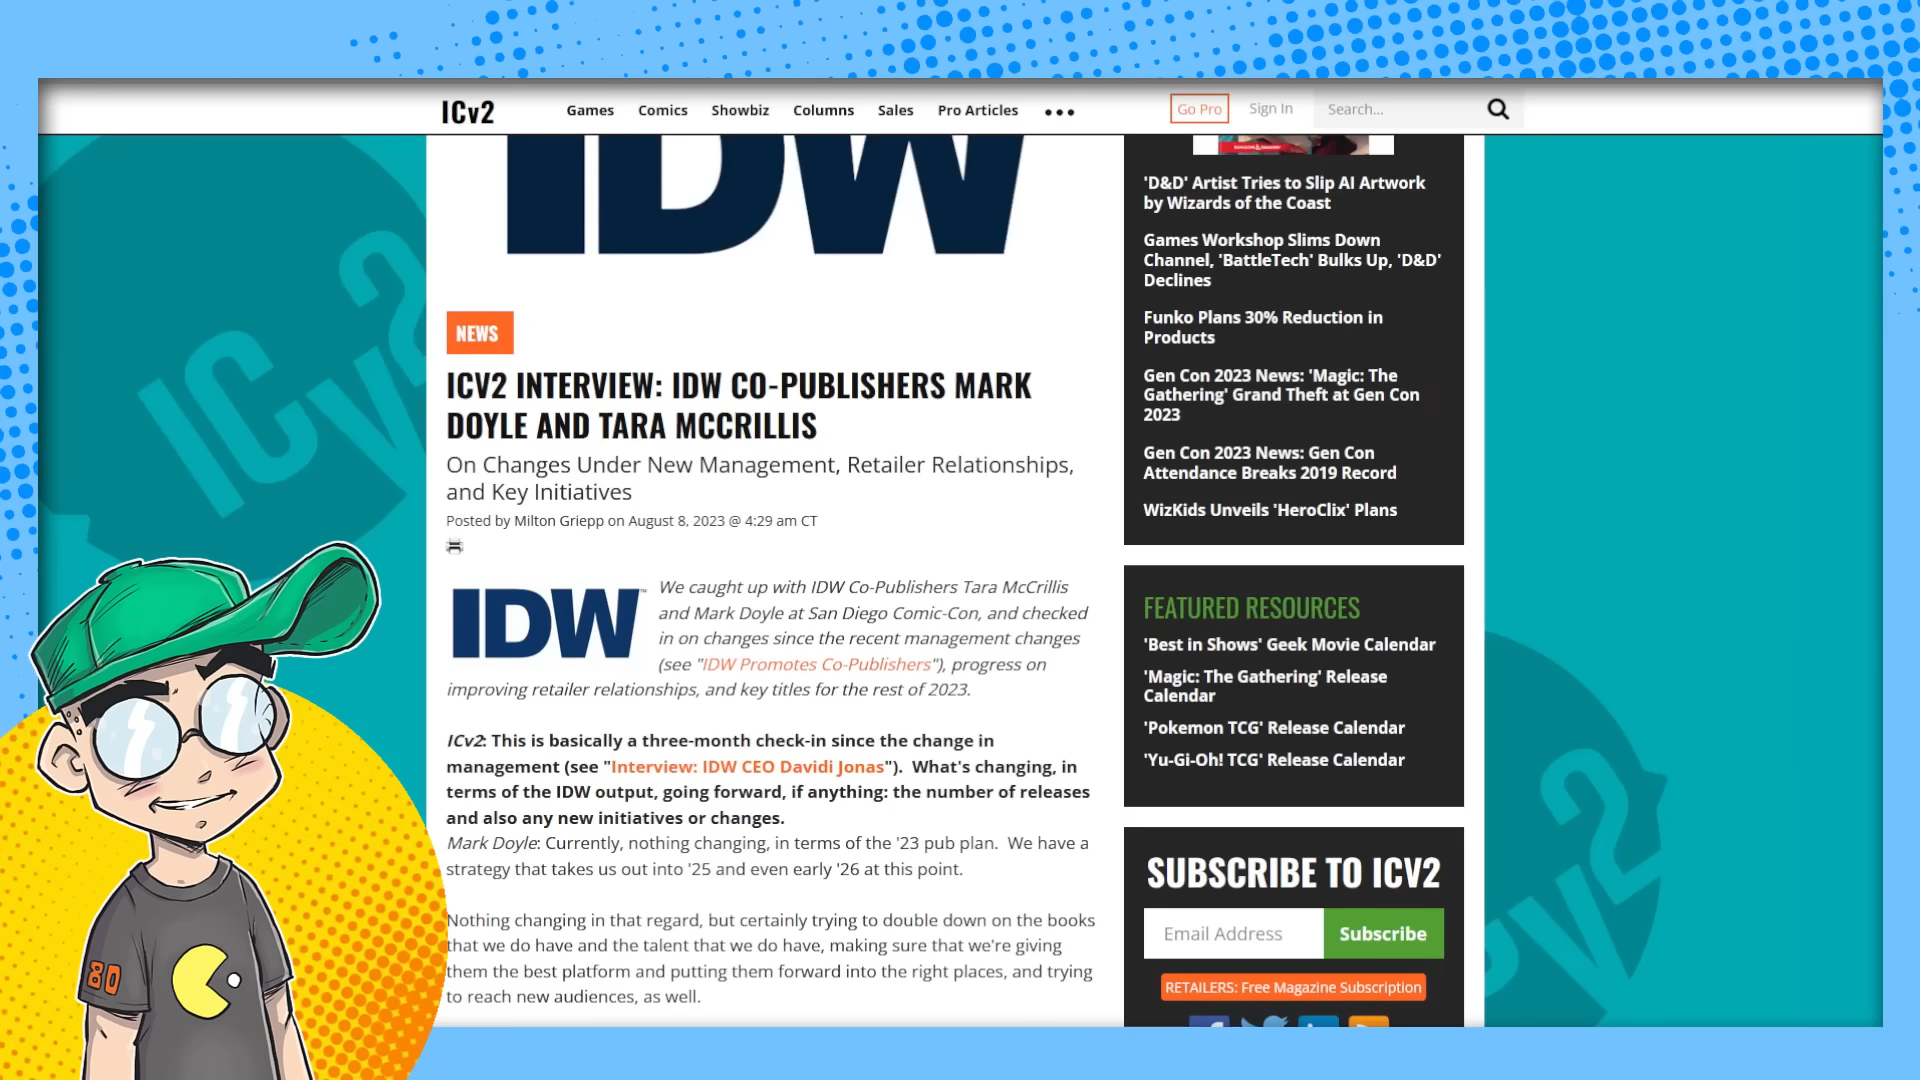 ICv2
Games
Comics
Showbiz
Columns
Sales
Pro Articles
Go Pro
Sign In
Search...
IDW
NEWS
ICV2 INTERVIEW: IDW CO-PUBLISHERS MARK
DOYLE AND TARA MCCRILLIS
On Changes Under New Management, Retailer Relationships,
and Key Initiatives
Posted by Milton Griepp on August 8, 2023 @ 4:29 am CT
IDW™
We caught up with IDW Co-Publishers Tara McCrillis
and Mark Doyle at San Diego Comic-Con, and checked
in on changes since the recent management changes
(see "IDW Promotes Co-Publishers"), progress on
improving retailer relationships, and key titles for the rest of 2023.
ICv2: This is basically a three-month check-in since the change in
management (see "Interview: IDW CEO Davidi Jonas").  What's changing, in
terms of the IDW output, going forward, if anything: the number of releases
and also any new initiatives or changes.
Mark Doyle: Currently, nothing changing, in terms of the '23 pub plan.  We have a
strategy that takes us out into '25 and even early '26 at this point.
Nothing changing in that regard, but certainly trying to double down on the books
that we do have and the talent that we do have, making sure that we're giving
them the best platform and putting them forward into the right places, and trying
to reach new audiences, as well.
'D&D' Artist Tries to Slip AI Artwork
by Wizards of the Coast
Games Workshop Slims Down
Channel, 'BattleTech' Bulks Up, 'D&D'
Declines
Funko Plans 30% Reduction in
Products
Gen Con 2023 News: 'Magic: The
Gathering' Grand Theft at Gen Con
2023
Gen Con 2023 News: Gen Con
Attendance Breaks 2019 Record
WizKids Unveils 'HeroClix' Plans
FEATURED RESOURCES
'Best in Shows' Geek Movie Calendar
'Magic: The Gathering' Release
Calendar
'Pokemon TCG' Release Calendar
'Yu-Gi-Oh! TCG' Release Calendar
SUBSCRIBE TO ICV2
Email Address
Subscribe
RETAILERS: Free Magazine Subscription
ICv2
ICv2
80